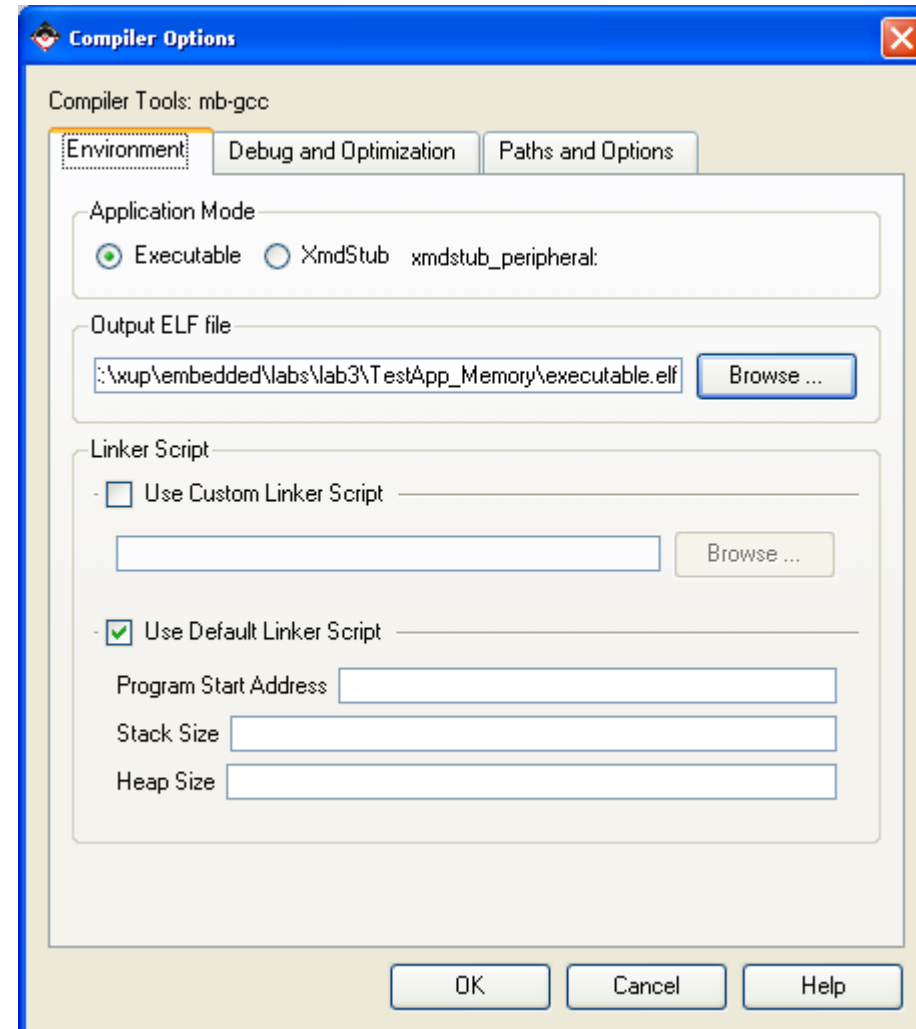 Compiler Options
Compiler Tools: mb-gcc
Environment Debug and Optimization Paths and Options
Application Mode
Executable XmdStub xmdstub_peripheral:
Output ELF file
:\xup\embedded\labs\lab3\TestApp_Memory\executable.elf Browse ...
Linker Script
Use Custom Linker Script
Browse ...
Use Default Linker Script
Program Start Address
Stack Size
Heap Size
OK Cancel Help